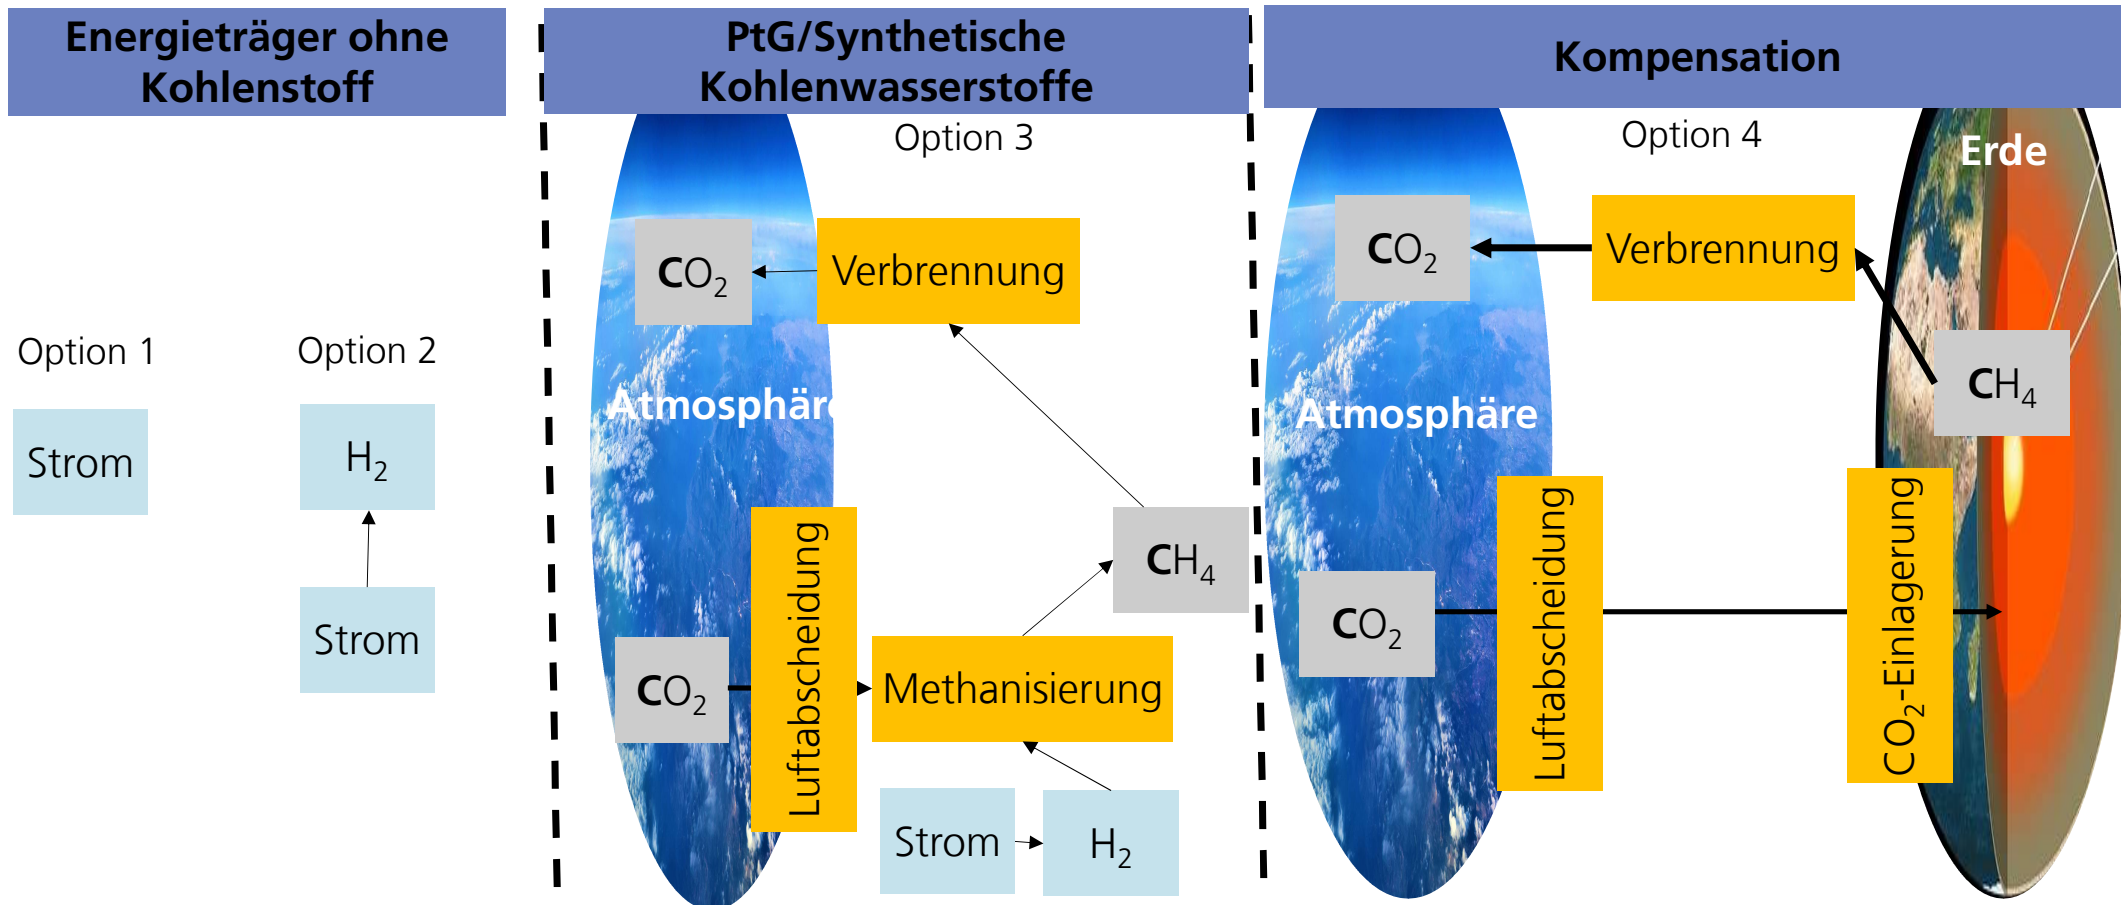 Energieträger ohne
Kohlenstoff
Option 1
Strom
Option 2
H₂
Strom
PtG/Synthetische
Kohlenwasserstoffe
Option 3
CO₂
Verbrennung
Atmosphäre
CH₄
Luftabscheidung
CO₂
Methanisierung
Strom
H₂
Kompensation
Option 4
Erde
CO₂
Verbrennung
CH₄
Atmosphäre
CO₂
Luftabscheidung
CO₂-Einlagerung